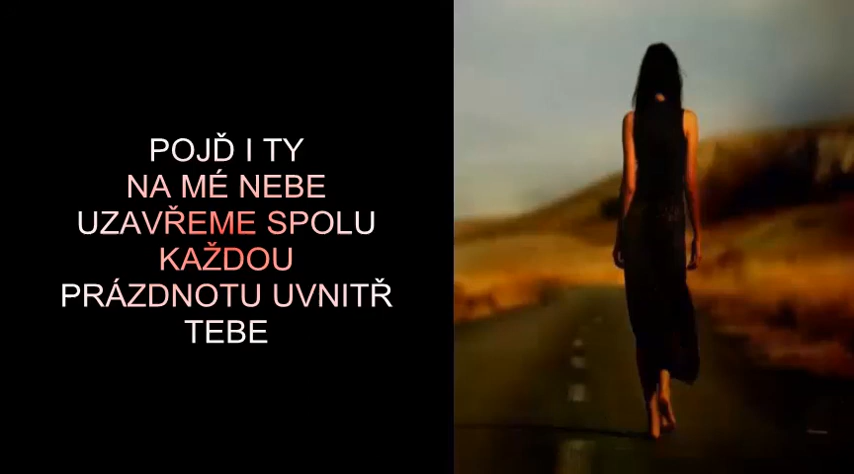 POJĎ I TY
NA MÉ NEBE
UZAVŘEME SPOLU
KAŽDOU
PRÁZDNOTU UVNITŘ
TEBE